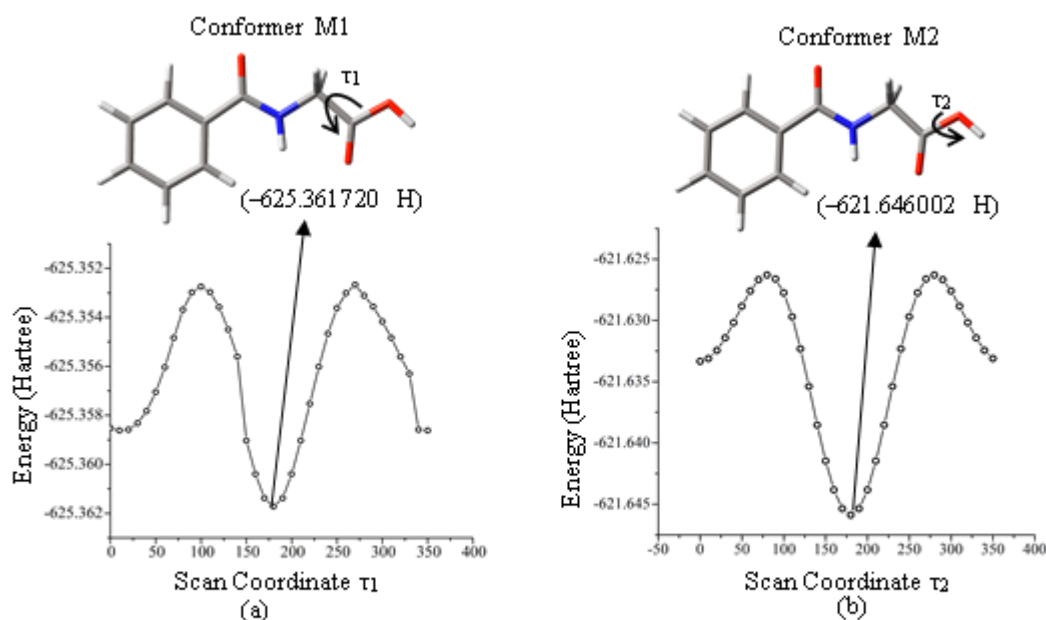 Conformer M1
τ1
(−625.361720 H)
-625.352
-625.354
-625.356
-625.358
-625.360
-625.362
Energy (Hartree)
0 50 100 150 200 250 300 350 400
Scan Coordinate τ1
(a)
Conformer M2
τ2
(−621.646002 H)
-621.625
-621.630
-621.635
-621.640
-621.645
Energy (Hartree)
-50 0 50 100 150 200 250 300 350 400
Scan Coordinate τ2
(b)